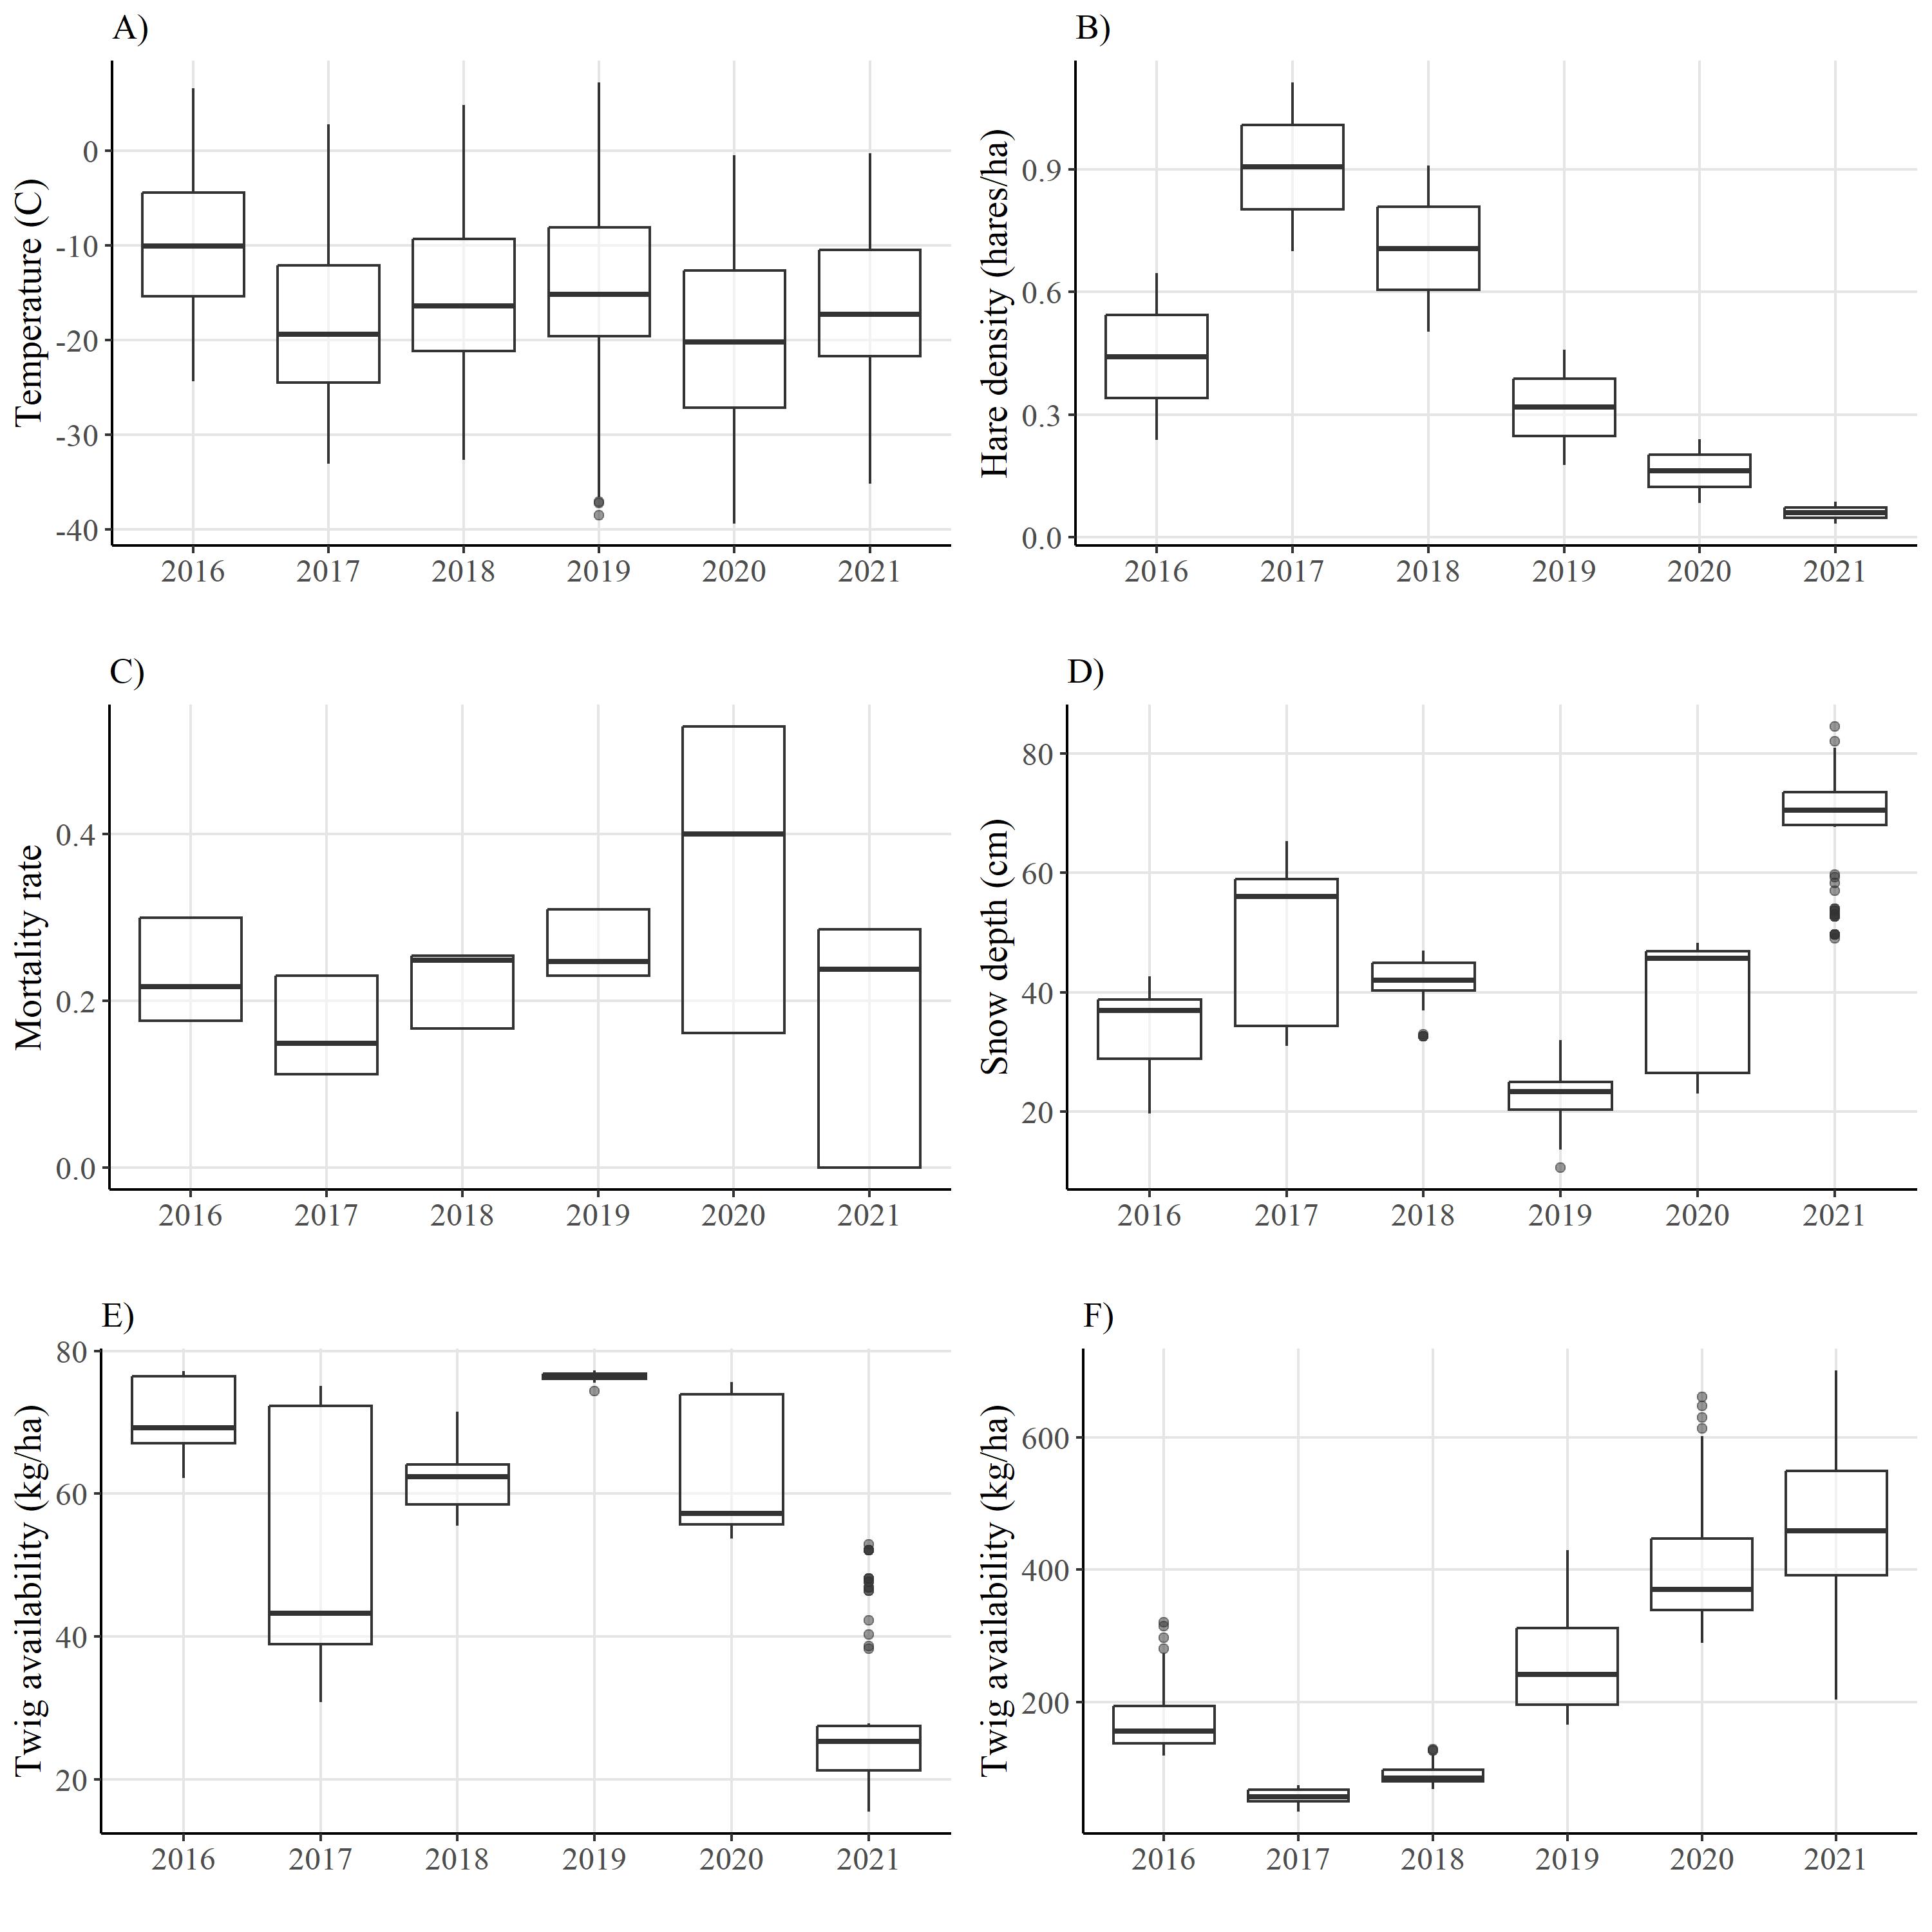 A)
Temperature (C)
0
-10
-20
-30
-40
2016 2017 2018 2019 2020 2021
B)
Hare density (hares/ha)
0.9
0.6
0.3
0.0
2016 2017 2018 2019 2020 2021
C)
Mortality rate
0.4
0.2
0.0
2016 2017 2018 2019 2020 2021
D)
Snow depth (cm)
80
60
40
20
2016 2017 2018 2019 2020 2021
E)
Twig availability (kg/ha)
80
60
40
20
2016 2017 2018 2019 2020 2021
F)
Twig availability (kg/ha)
600
400
200
2016 2017 2018 2019 2020 2021